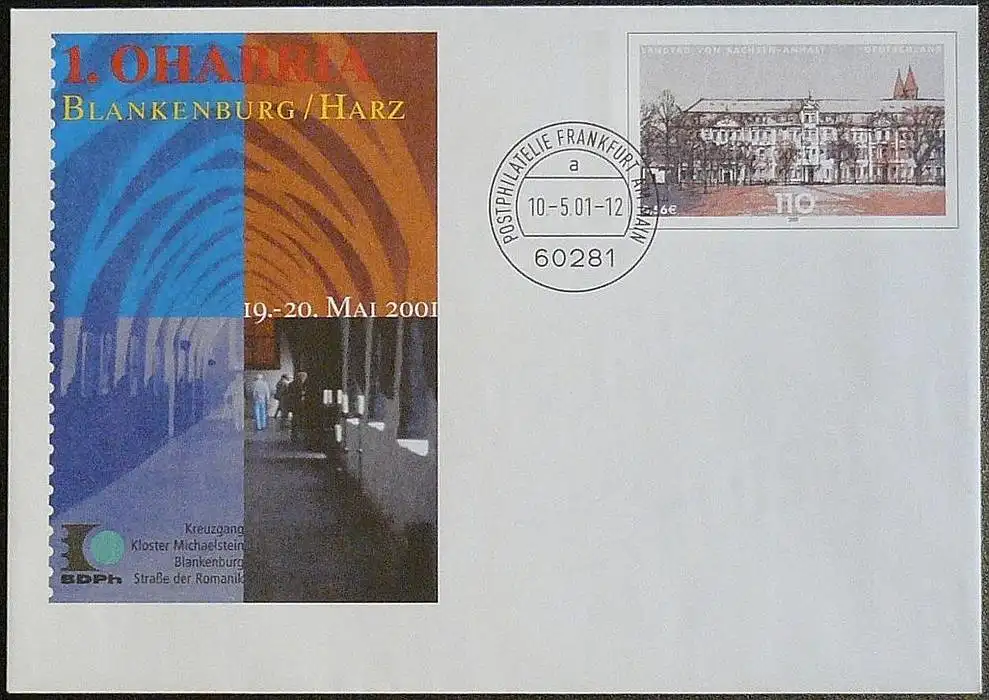 1. OHABRIA
BLANKENBURG / HARZ
19.-20. MAI 2001
Kreuzgang
Kloster Michaelstein
Blankenburg
Straße der Romanik
BDPh
POSTPHILATELIE FRANKFURT AM MAIN
a
10.-5.01-12
60281
LANDTAG VON SACHSEN-ANHALT DEUTSCHLAND
110